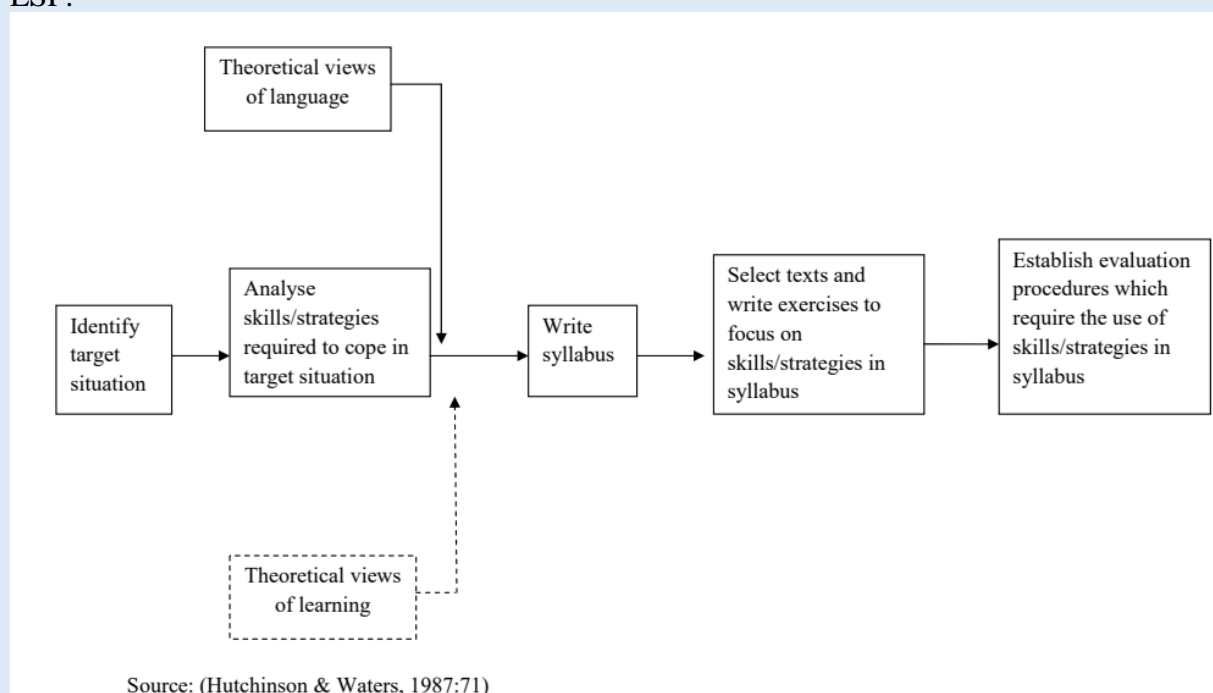 ESP:
Theoretical views
of language
Identify
target
situation
Analyse
skills/strategies
required to cope in
target situation
Write
syllabus
Select texts and
write exercises to
focus on
skills/strategies in
syllabus
Establish evaluation
procedures which
require the use of
skills/strategies in
syllabus
Theoretical views
of learning
Source: (Hutchinson & Waters, 1987:71)